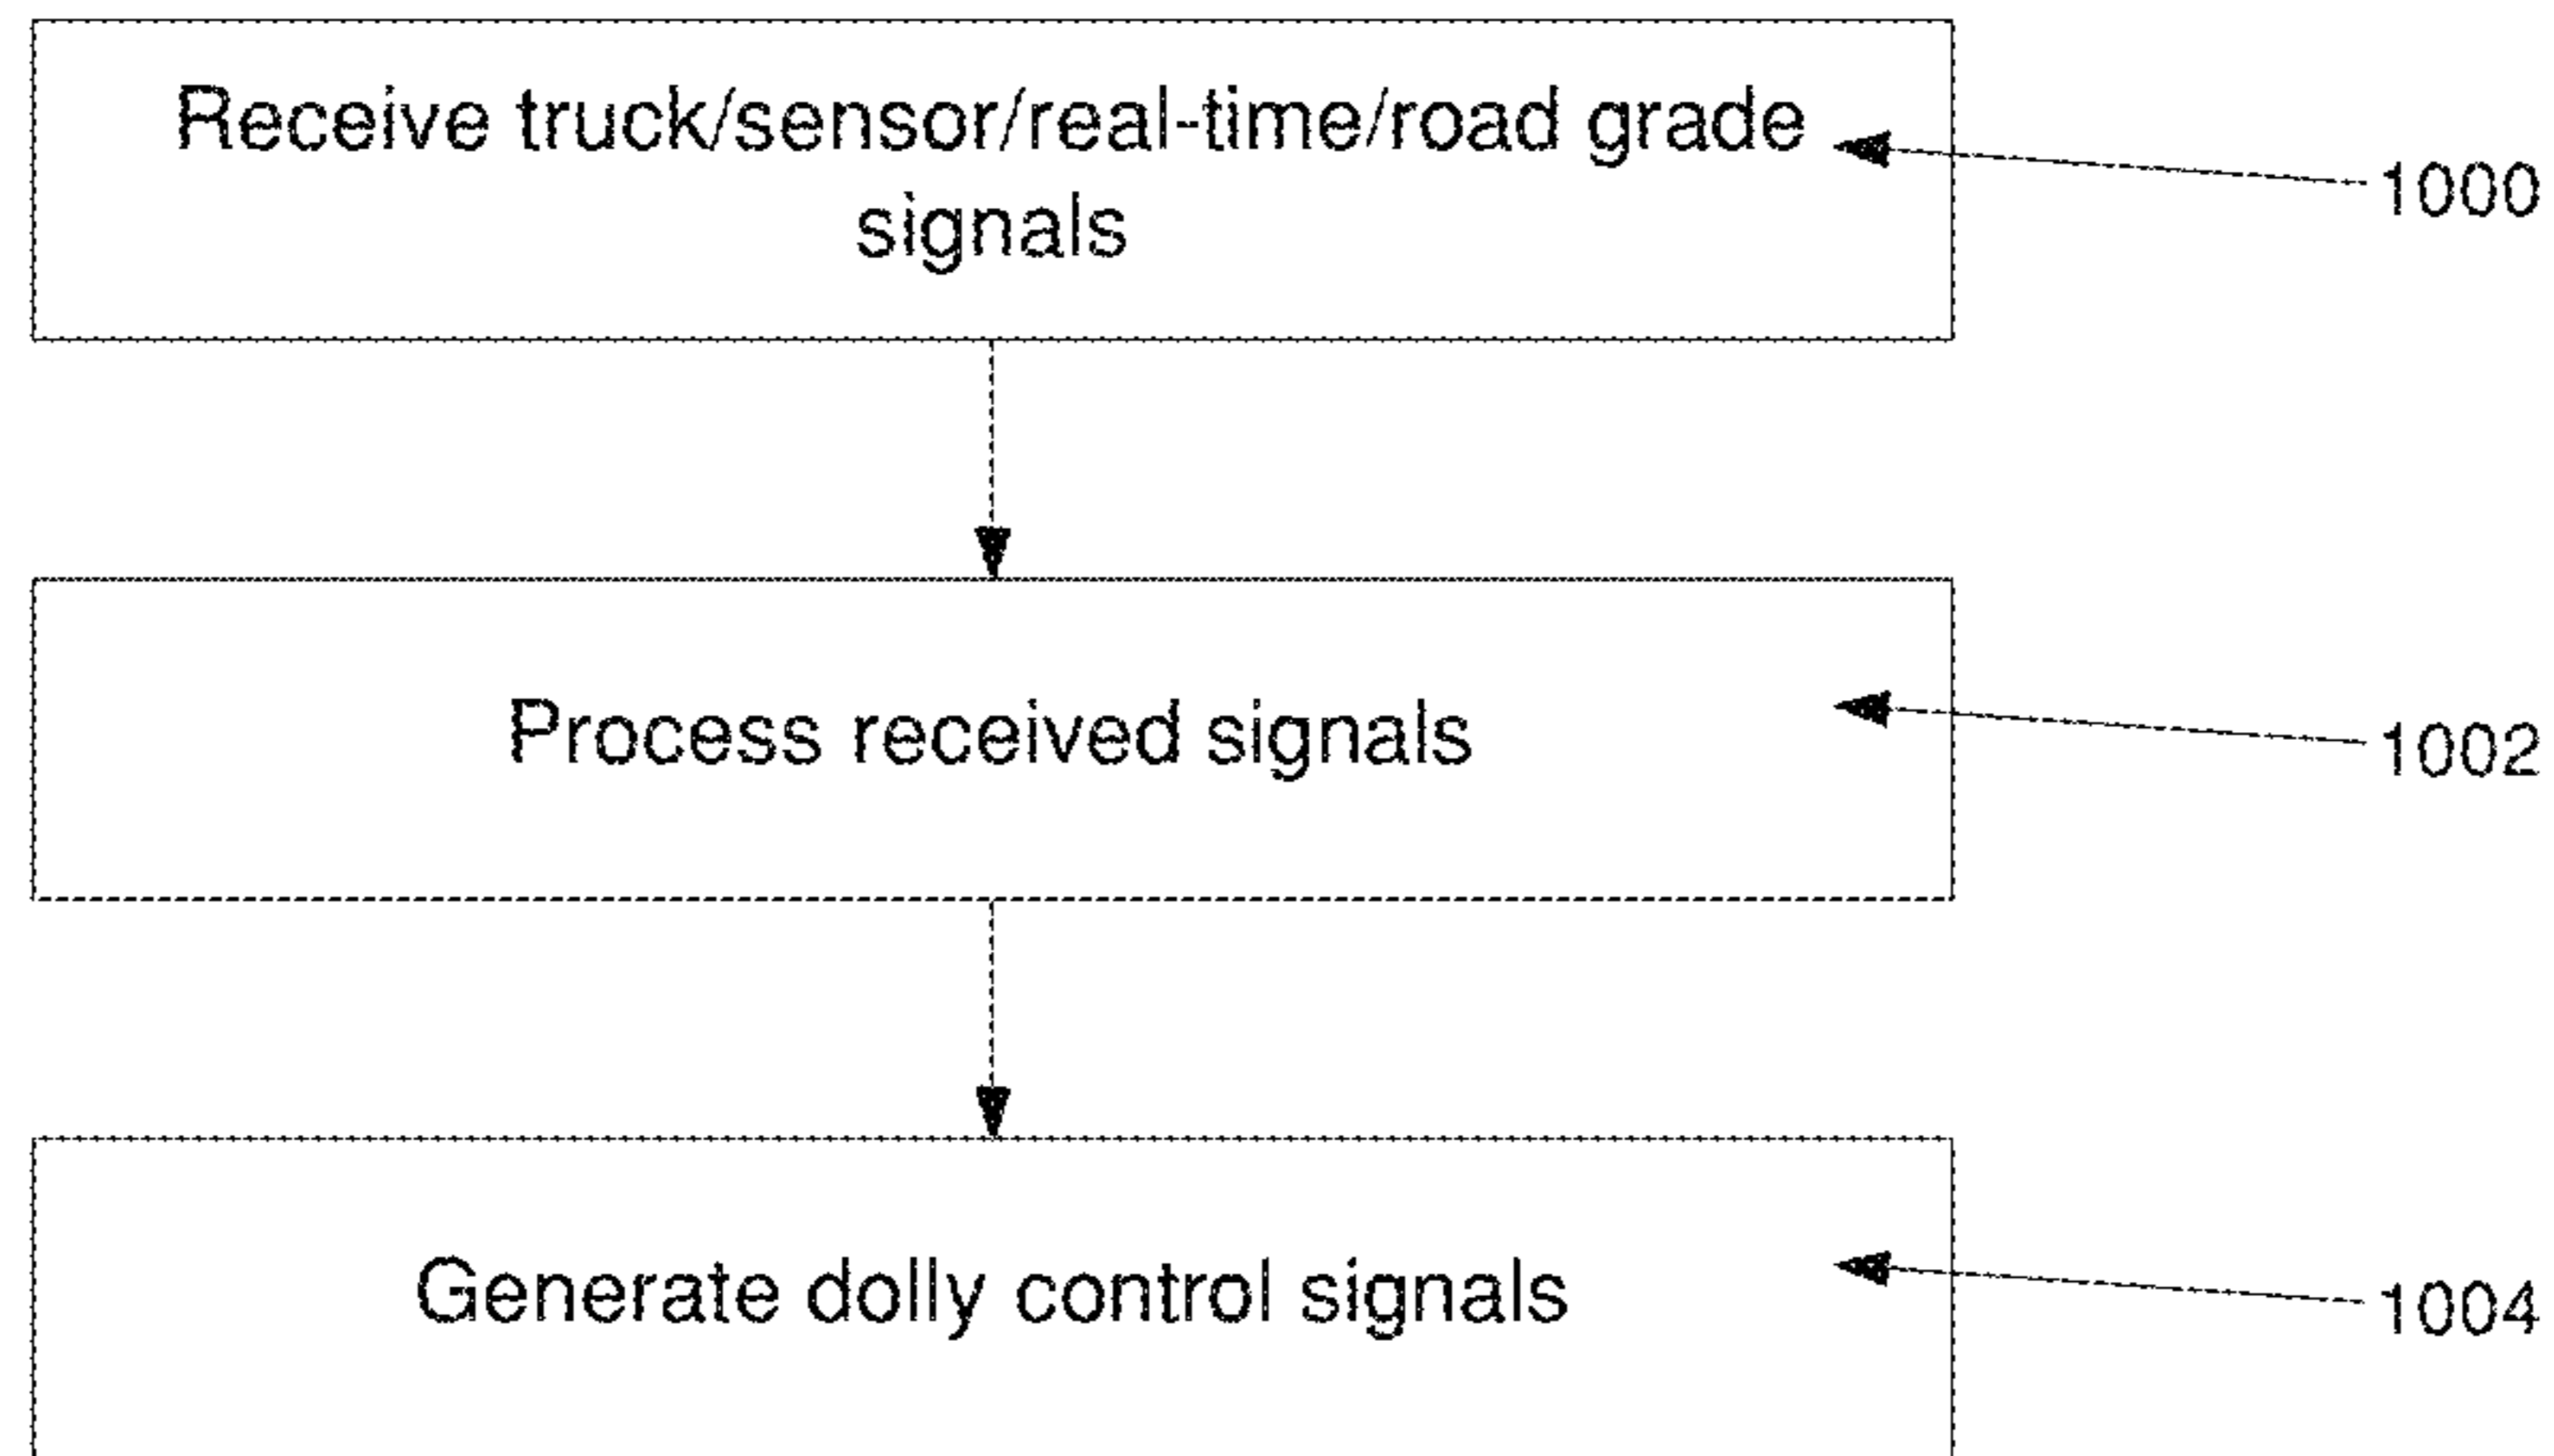 Receive truck/sensor/real-time/road grade
signals
1000
Process received signals
1002
Generate dolly control signals
1004